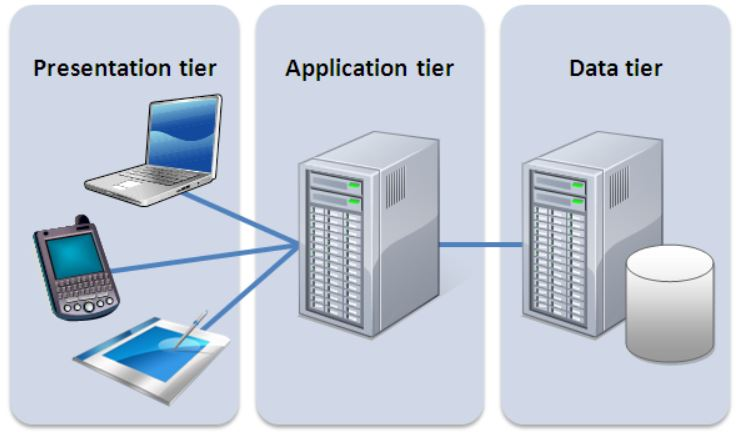 Presentation tier
Application tier
Data tier